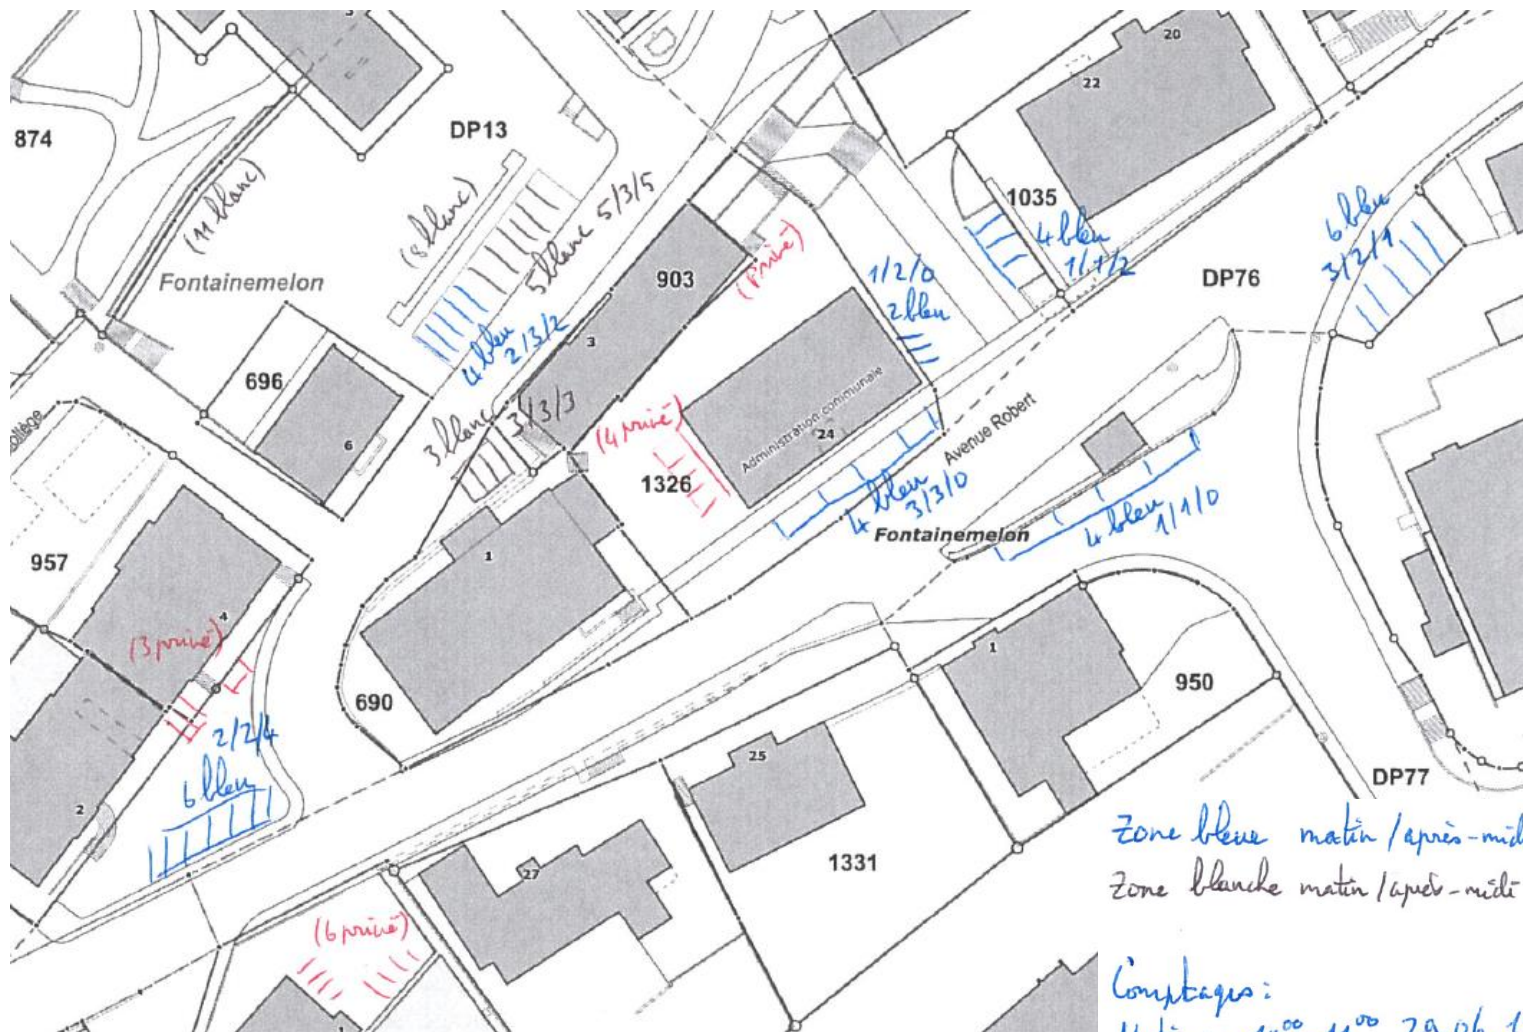 5
20
22
874
DP13
(11 blanc)
(8 blanc)
5 blanc 5/3/5
1035
4 bleu
1/1/2
6 bleu
3/2/1
DP76
Fontainemelon
903
(Privé)
1/2/0
2 bleu
3
4 bleu
2/3/2
696
6
3 blanc
3/3/3
(4 privé)
1326
Administration communale
24
Avenue Robert
4 bleu
3/3/0
Fontainemelon
4 bleu
1/1/0
957
1
4
(3 privé)
690
1
950
2/2/4
6 bleu
2
25
DP77
27
1331
(6 privé)
1
Zone bleue matin / après-midi
Zone blanche matin / après-midi
Comptages :